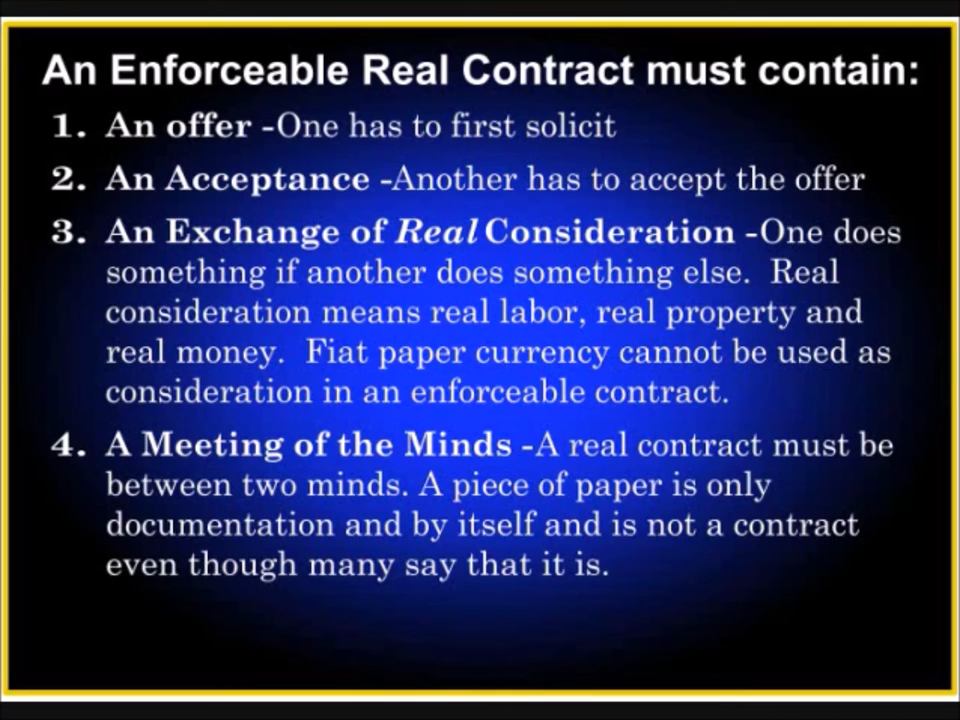 An Enforceable Real Contract must contain:
1. An offer -One has to first solicit
2. An Acceptance -Another has to accept the offer
3. An Exchange of Real Consideration -One does
something if another does something else. Real
consideration means real labor, real property and
real money. Fiat paper currency cannot be used as
consideration in an enforceable contract.
4. A Meeting of the Minds -A real contract must be
between two minds. A piece of paper is only
documentation and by itself and is not a contract
even though many say that it is.